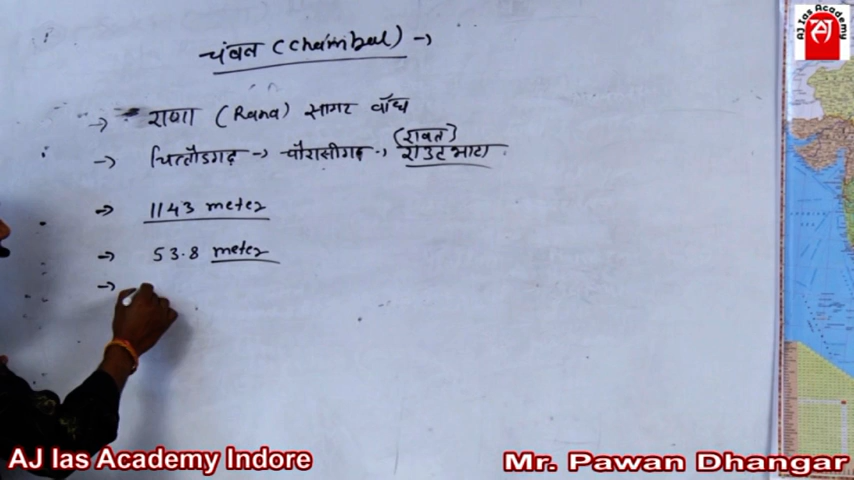 चंबल (Chambal) →
→ राणा (Rana) सागर बाँध
(रावत)
→ चित्तौडगढ़ → चौरासीगढ़ → राउटभाटा
→ 1143 meter
→ 53.8 meter
→
AJ Ias Academy
AJ Ias Academy Indore
Mr. Pawan Dhangar